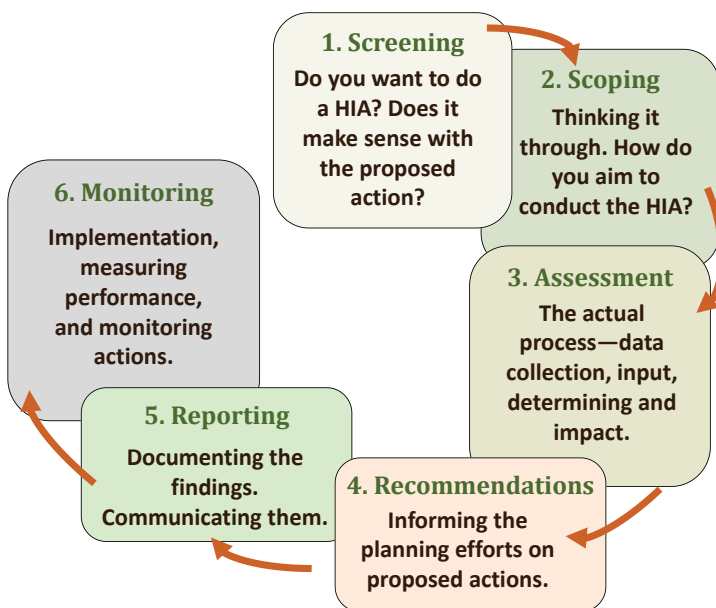 1. Screening
Do you want to do
a HIA? Does it
make sense with
the proposed
action?
2. Scoping
Thinking it
through. How do
you aim to
conduct the HIA?
3. Assessment
The actual
process—data
collection, input,
determining and
impact.
4. Recommendations
Informing the
planning efforts on
proposed actions.
5. Reporting
Documenting the
findings.
Communicating them.
6. Monitoring
Implementation,
measuring
performance,
and monitoring
actions.